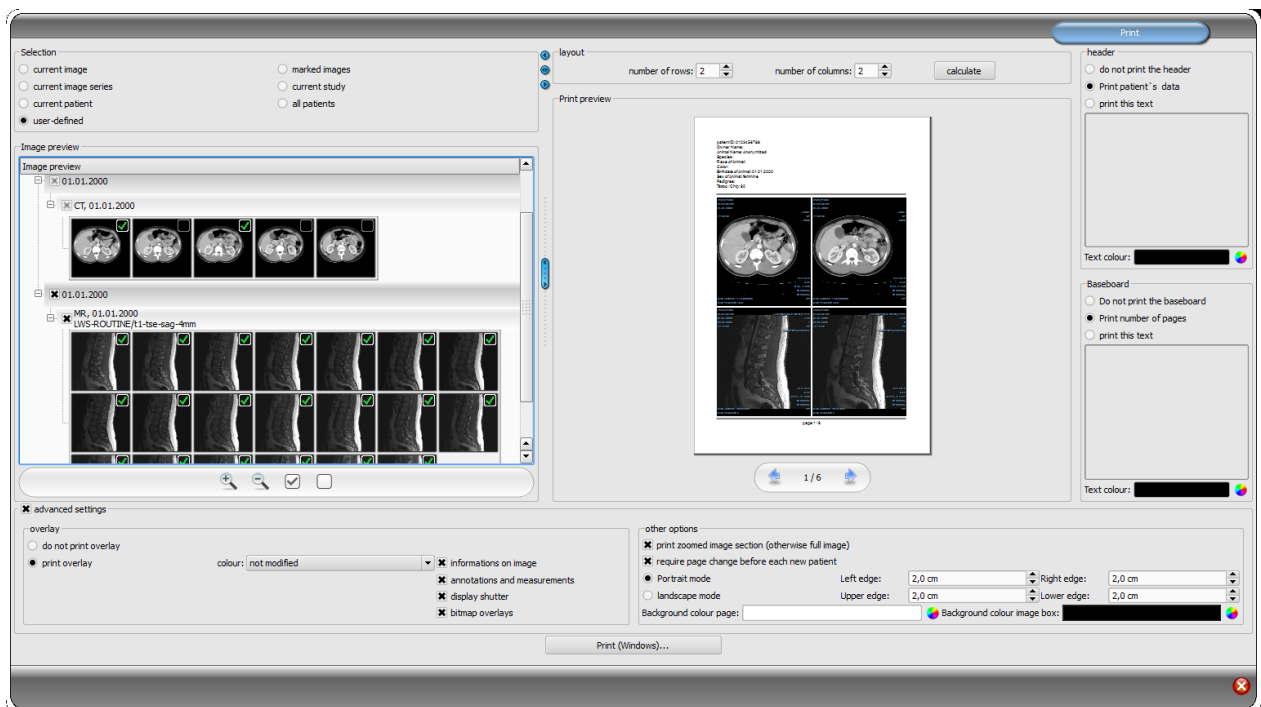 Print
Selection
current image
marked images
current image series
current study
current patient
all patients
user-defined
layout
number of rows: 2
number of columns: 2
calculate
header
do not print the header
Print patient`s data
print this text
Text colour:
Image preview
Image preview
01.01.2000
CT, 01.01.2000
01.01.2000
MR, 01.01.2000
LWS-ROUTINE/t1-tse-sag-4mm
Print preview
Owner Name:
Species:
Color:
Pedigree:
page 1/6
1/6
Baseboard
Do not print the baseboard
Print number of pages
print this text
Text colour:
advanced settings
overlay
do not print overlay
print overlay
colour: not modified
informations on image
annotations and measurements
display shutter
bitmap overlays
other options
print zoomed image section (otherwise full image)
require page change before each new patient
Portrait mode
Left edge: 2,0 cm
Right edge: 2,0 cm
landscape mode
Upper edge: 2,0 cm
Lower edge: 2,0 cm
Background colour page:
Background colour image box:
Print (Windows)...